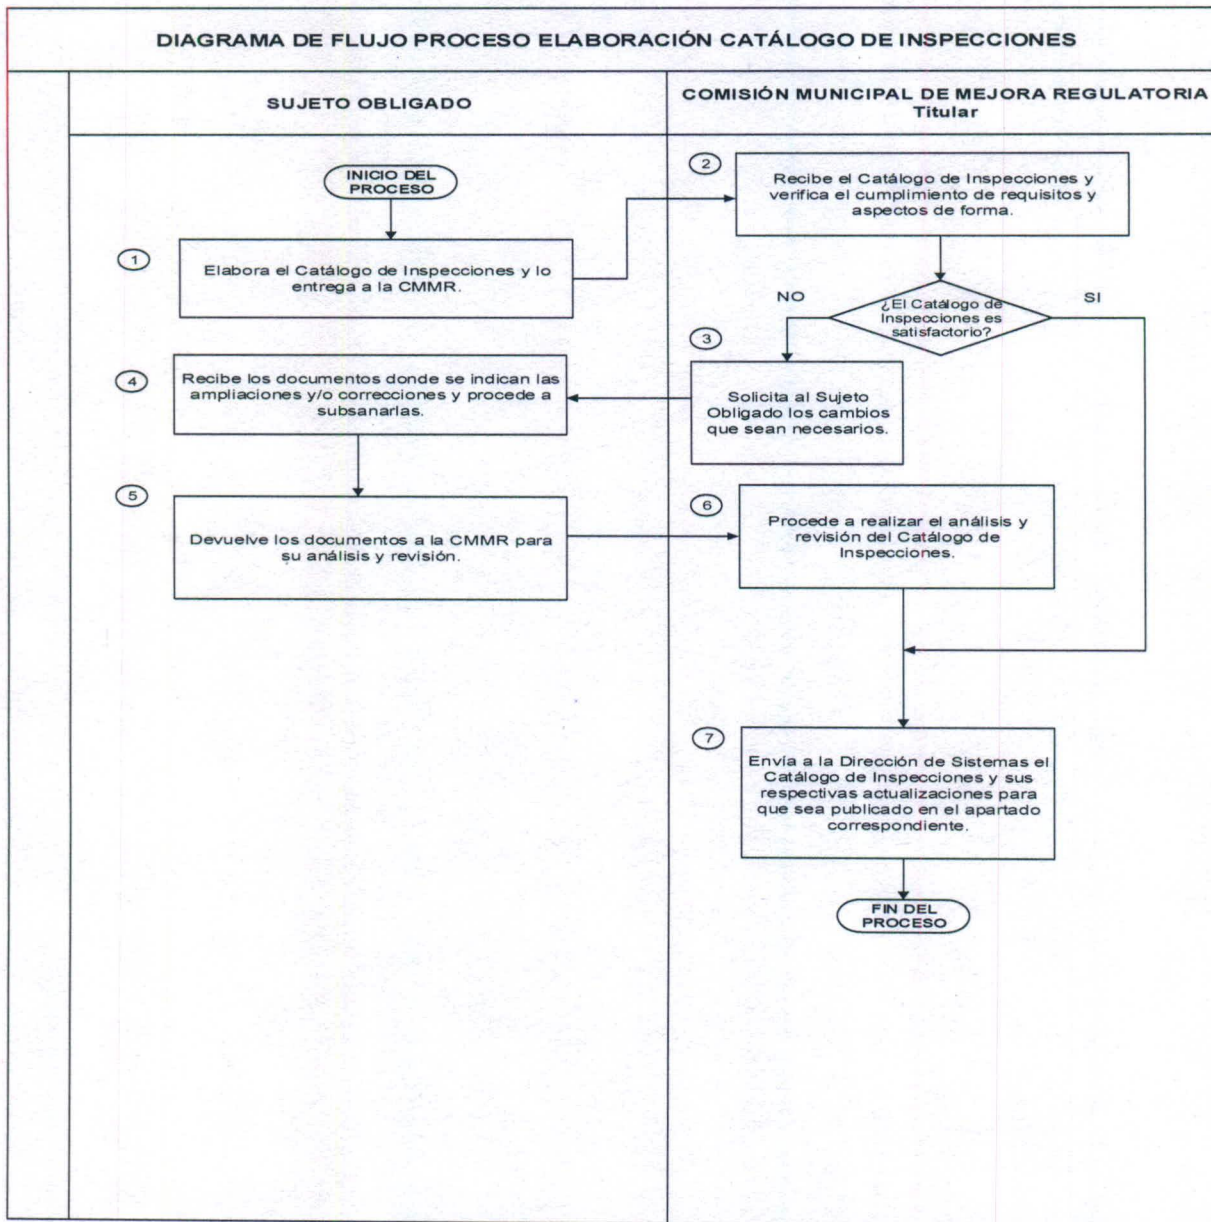 DIAGRAMA DE FLUJO PROCESO ELABORACIÓN CATÁLOGO DE INSPECCIONES
SUJETO OBLIGADO
COMISIÓN MUNICIPAL DE MEJORA REGULATORIA
Titular
INICIO DEL
PROCESO
1
Elabora el Catálogo de Inspecciones y lo
entrega a la CMMR.
2
Recibe el Catálogo de Inspecciones y
verifica el cumplimiento de requisitos y
aspectos de forma.
¿El Catálogo de
Inspecciones es
satisfactorio?
NO
SI
3
Solicita al Sujeto
Obligado los cambios
que sean necesarios.
4
Recibe los documentos donde se indican las
ampliaciones y/o correcciones y procede a
subsanarlas.
5
Devuelve los documentos a la CMMR para
su análisis y revisión.
6
Procede a realizar el análisis y
revisión del Catálogo de
Inspecciones.
7
Envía a la Dirección de Sistemas el
Catálogo de Inspecciones y sus
respectivas actualizaciones para
que sea publicado en el apartado
correspondiente.
FIN DEL
PROCESO